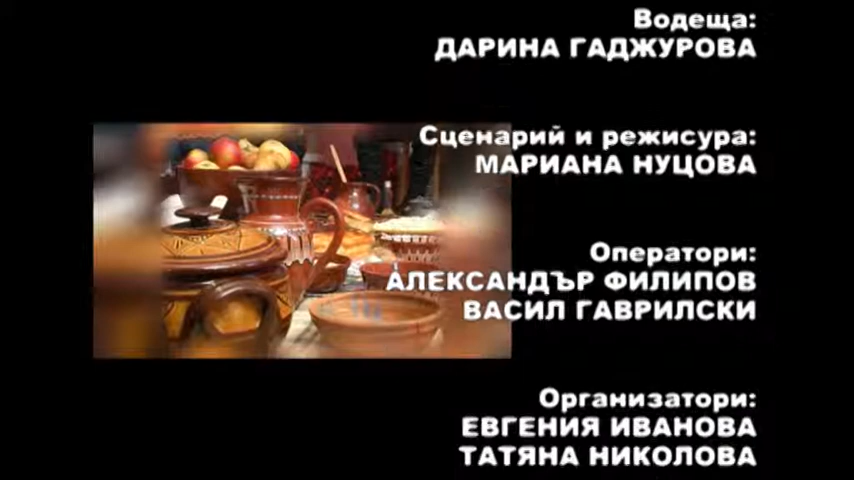 Водеща:
ДАРИНА ГАДЖУРОВА
Сценарий и режисура:
МАРИАНА НУЦОВА
Оператори:
АЛЕКСАНДЪР ФИЛИПОВ
ВАСИЛ ГАВРИЛСКИ
Организатори:
ЕВГЕНИЯ ИВАНОВА
ТАТЯНА НИКОЛОВА